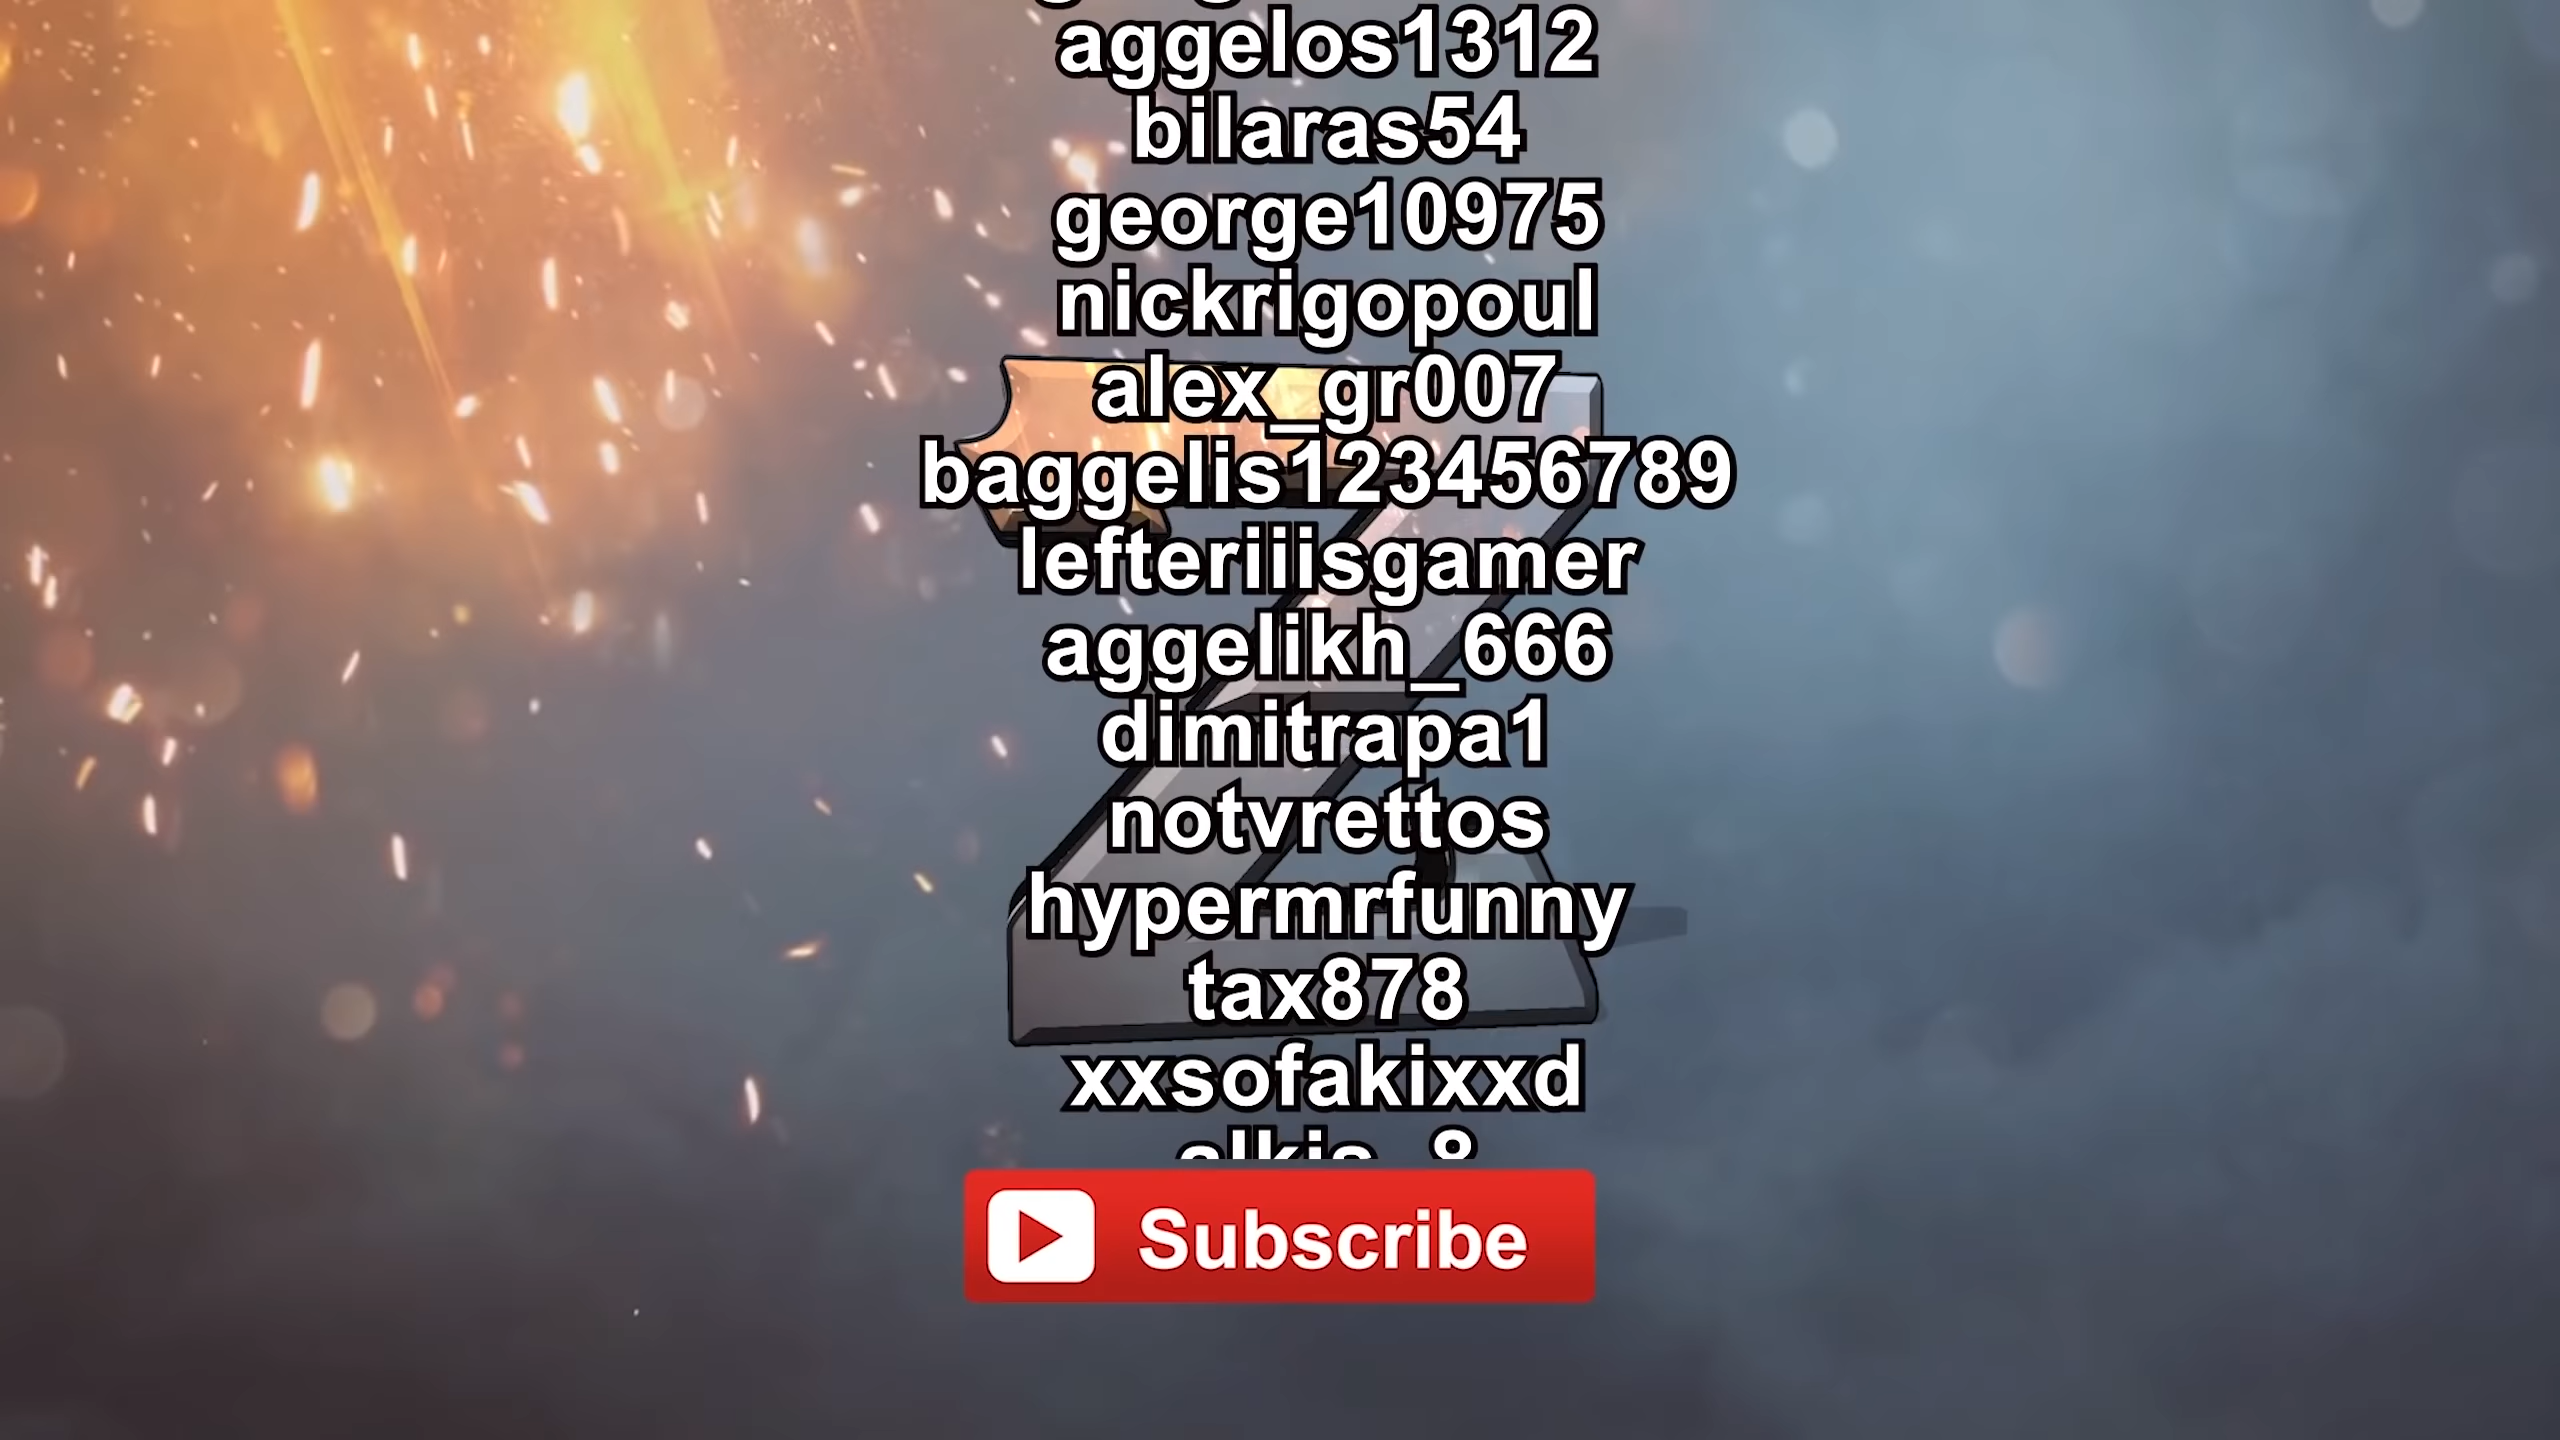 aggelos1312
bilaras54
george10975
nickrigopoul
alex_gr007
baggelis123456789
lefteriiisgamer
aggelikh_666
dimitrapa1
notvrettos
hypermrfunny
tax878
xxsofakixxd
Subscribe